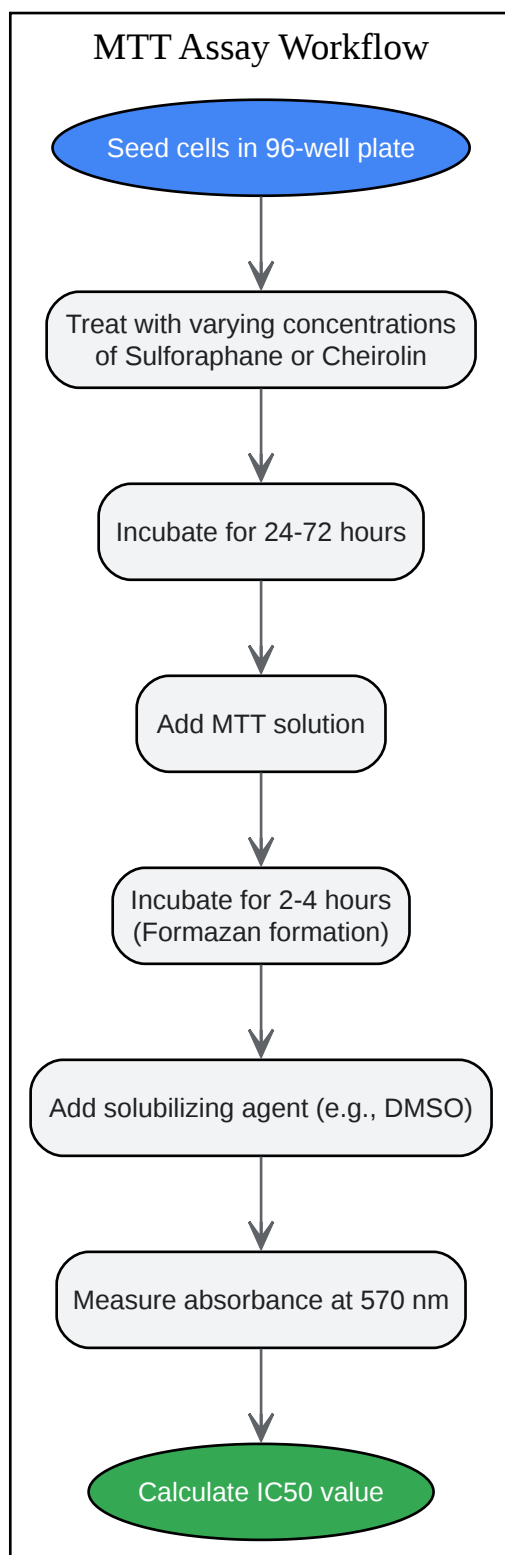 MTT Assay Workflow
Seed cells in 96-well plate
Treat with varying concentrations
of Sulforaphane or Cheirolin
Incubate for 24-72 hours
Add MTT solution
Incubate for 2-4 hours
(Formazan formation)
Add solubilizing agent (e.g., DMSO)
Measure absorbance at 570 nm
Calculate IC50 value